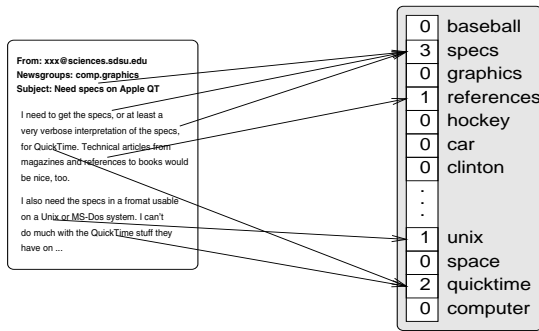 From: xxx@sciences.sdsu.edu
Newsgroups: comp.graphics
Subject: Need specs on Apple QT
I need to get the specs, or at least a
very verbose interpretation of the specs,
for QuickTime. Technical articles from
magazines and references to books would
be nice, too.
I also need the specs in a fromat usable
on a Unix or MS-Dos system. I can't
do much with the QuickTime stuff they
have on ...
0 baseball
3 specs
0 graphics
1 references
0 hockey
0 car
0 clinton
.
.
.
1 unix
0 space
2 quicktime
0 computer